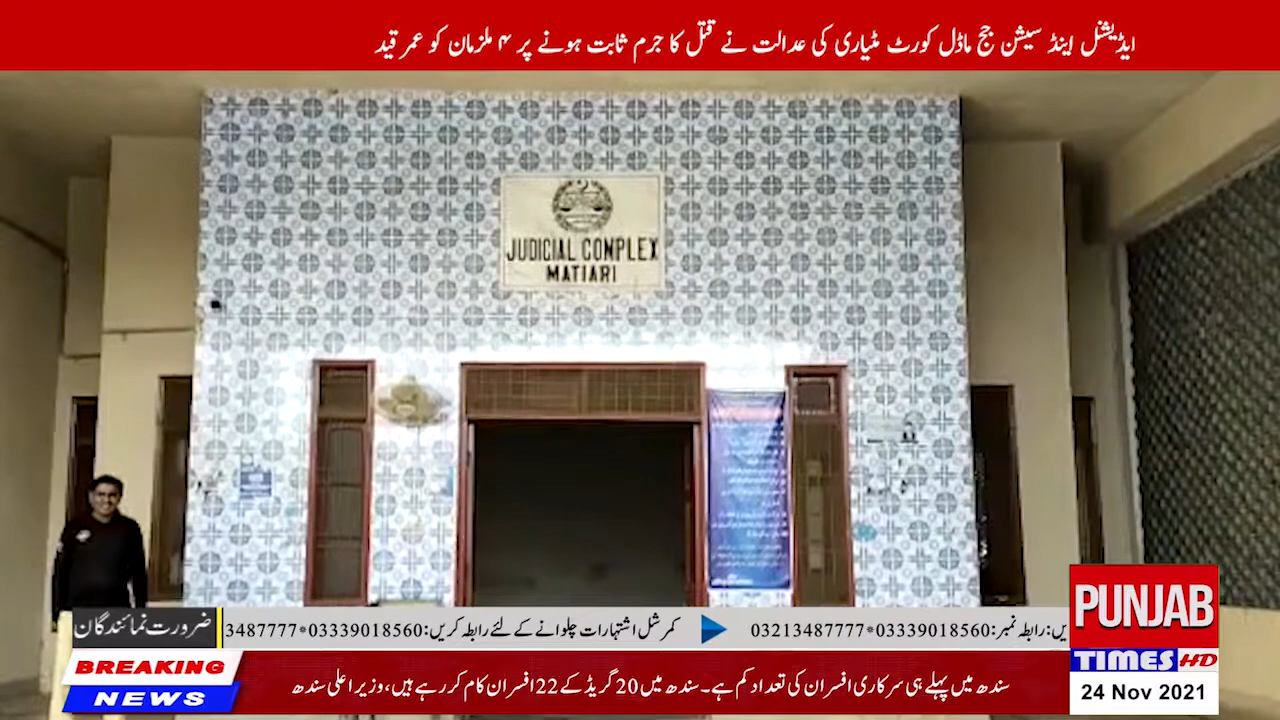 ایڈیشنل اینڈ سیشن جج ماڈل کورٹ مٹیاری کی عدالت نے قتل کا جرم ثابت ہونے پر ۴ ملزمان کو عمر قید
JUDICIAL COMPLEX
MATIARI
ضرورت نمائندگان
یں: رابطہ نمبر: 03339018560*03213487777
کمرشل اشتہارات چلوانے کے لئے رابطہ کریں: 03339018560*3487777
BREAKING
NEWS
سندھ میں پہلے ہی سرکاری افسران کی تعداد کم ہے۔ سندھ میں 20 گریڈ کے 22 افسران کام کر رہے ہیں، وزیر اعلی سندھ
PUNJAB
TIMES HD
24 Nov 2021